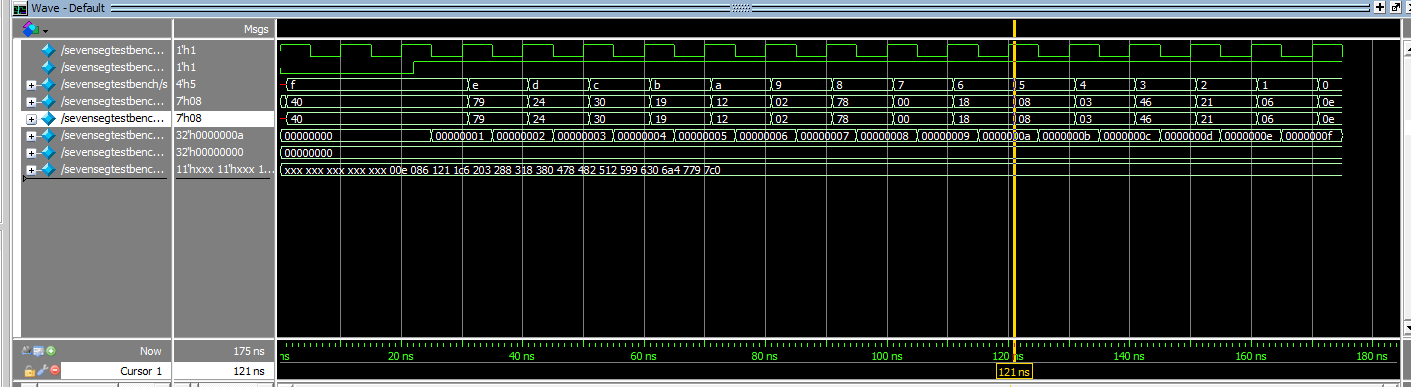 Wave - Default
Msgs
/sevensegtestbenc... 1'h1
/sevensegtestbenc... 1'h1
/sevensegtestbench/s 4'h5 f e d c b a 9 8 7 6 5 4 3 2 1 0
/sevensegtestbenc... 7'h08 40 79 24 30 19 12 02 78 00 18 08 03 46 21 06 0e
/sevensegtestbenc... 7'h08 40 79 24 30 19 12 02 78 00 18 08 03 46 21 06 0e
/sevensegtestbenc... 32'h0000000a 00000000 00000001 00000002 00000003 00000004 00000005 00000006 00000007 00000008 00000009 0000000a 0000000b 0000000c 0000000d 0000000e 0000000f
/sevensegtestbenc... 32'h00000000 00000000
/sevensegtestbenc... 11'hxxx 11'hxxx 1... xxx xxx xxx xxx xxx xxx 00e 086 121 1c6 203 288 318 380 478 482 512 599 630 6a4 779 7c0
Now 175 ns ns 20 ns 40 ns 60 ns 80 ns 100 ns 120 ns 140 ns 160 ns 180 ns
Cursor 1 121 ns 121 ns